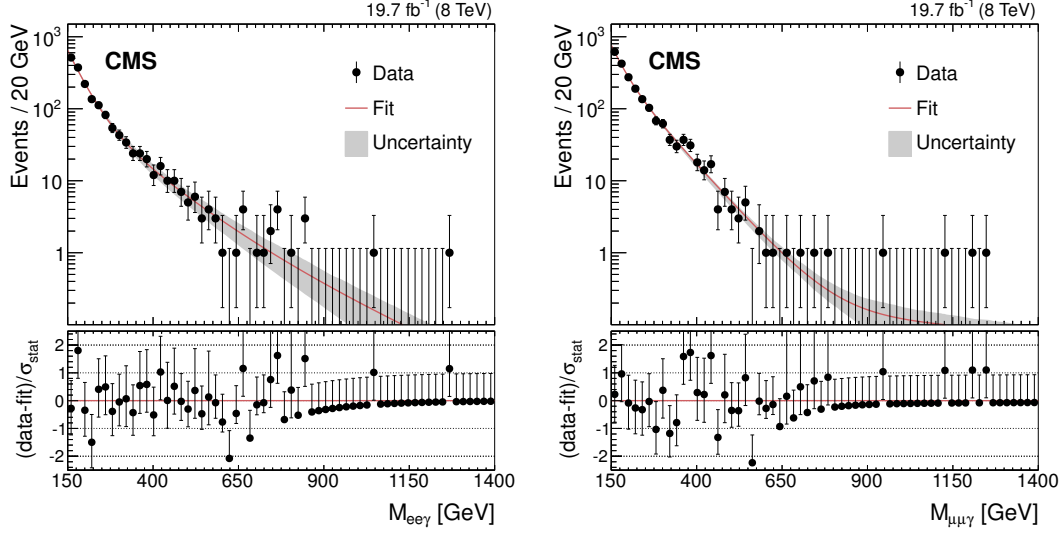 19.7 fb⁻¹ (8 TeV)
CMS
Data
Fit
Uncertainty
Events / 20 GeV
10³
10²
10
1
(data-fit)/σstat
2
1
0
-1
-2
150 400 650 900 1150 1400
Meeγ [GeV]
19.7 fb⁻¹ (8 TeV)
CMS
Data
Fit
Uncertainty
Events / 20 GeV
10³
10²
10
1
(data-fit)/σstat
2
1
0
-1
-2
150 400 650 900 1150 1400
Mμμγ [GeV]